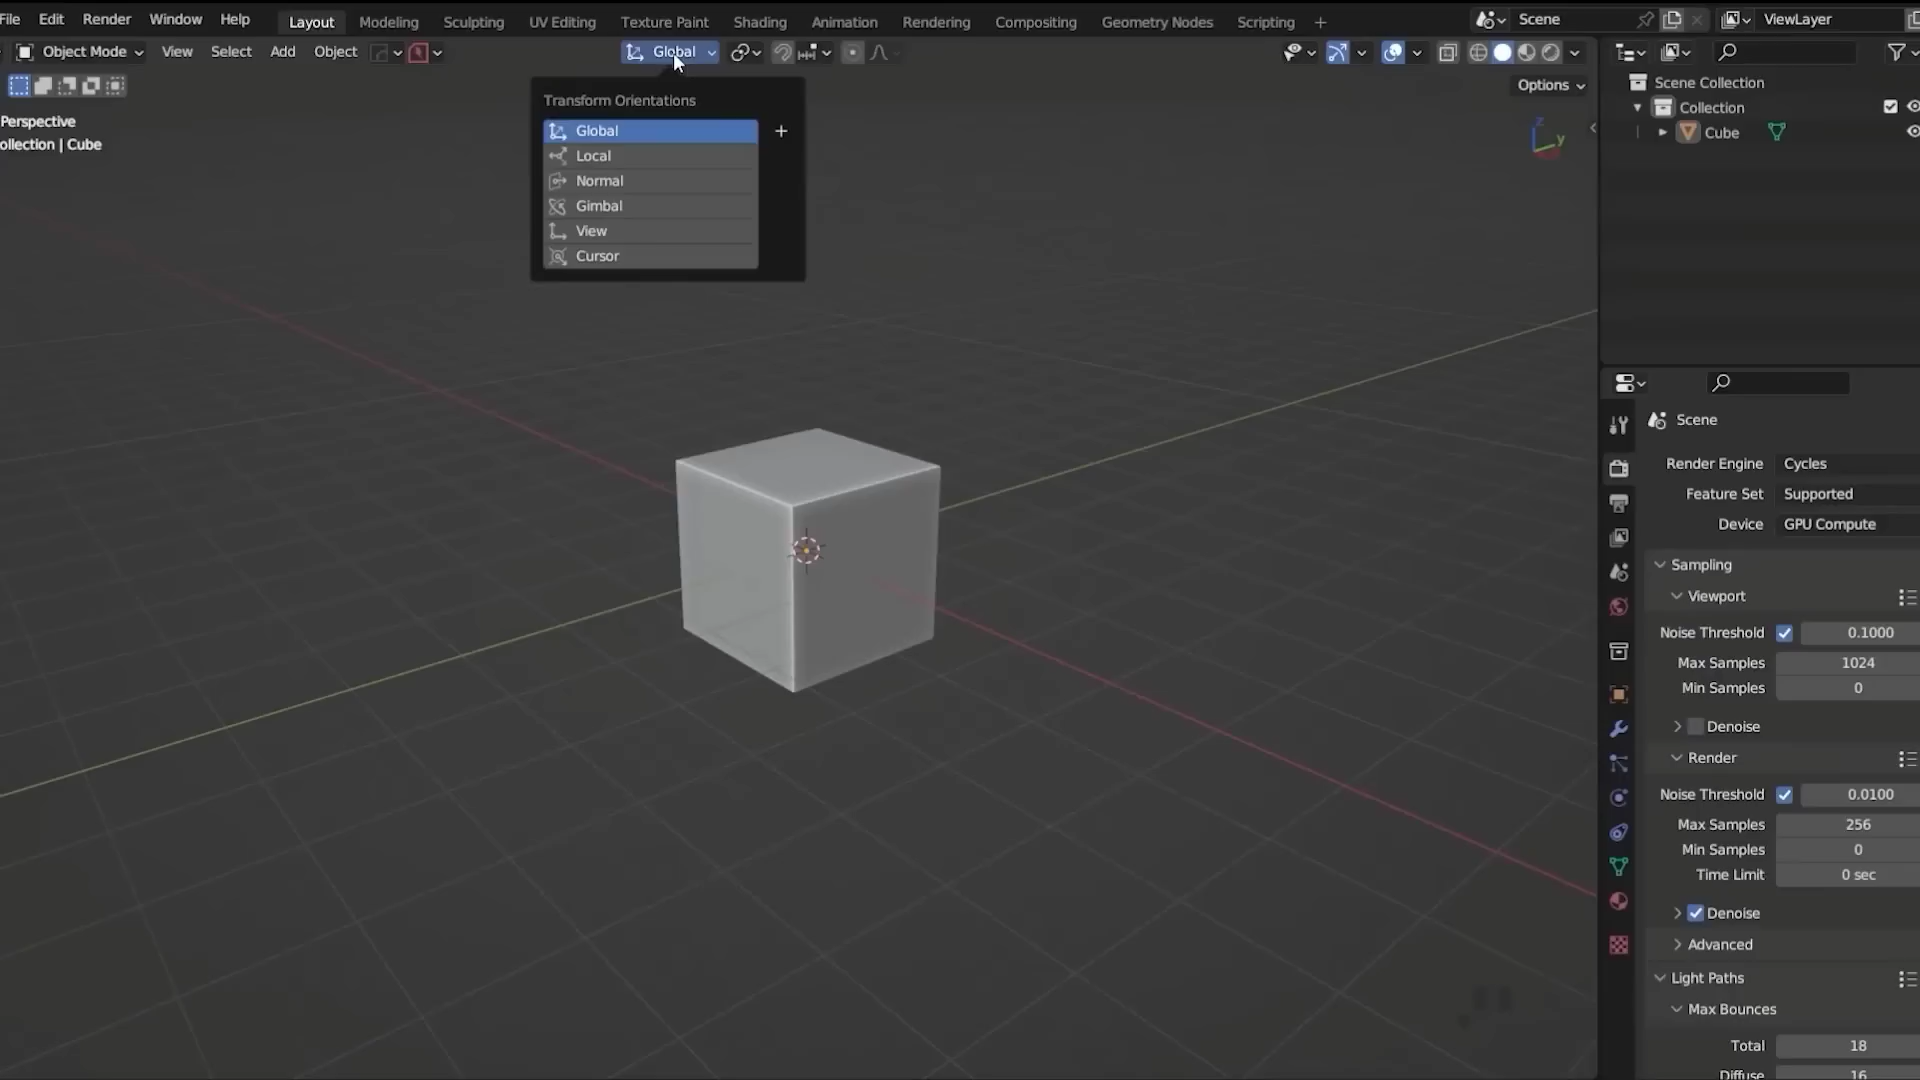 File Edit Render Window Help Layout Modeling Sculpting UV Editing Texture Paint Shading Animation Rendering Compositing Geometry Nodes Scripting + Scene ViewLayer
Object Mode View Select Add Object Global
Options
Perspective
ollection | Cube
Transform Orientations
Global +
Local
Normal
Gimbal
View
Cursor
Z
Y
Scene Collection
Collection
Cube
Scene
Render Engine Cycles
Feature Set Supported
Device GPU Compute
Sampling
Viewport
Noise Threshold 0.1000
Max Samples 1024
Min Samples 0
Denoise
Render
Noise Threshold 0.0100
Max Samples 256
Min Samples 0
Time Limit 0 sec
Denoise
Advanced
Light Paths
Max Bounces
Total 18
Diffuse 16